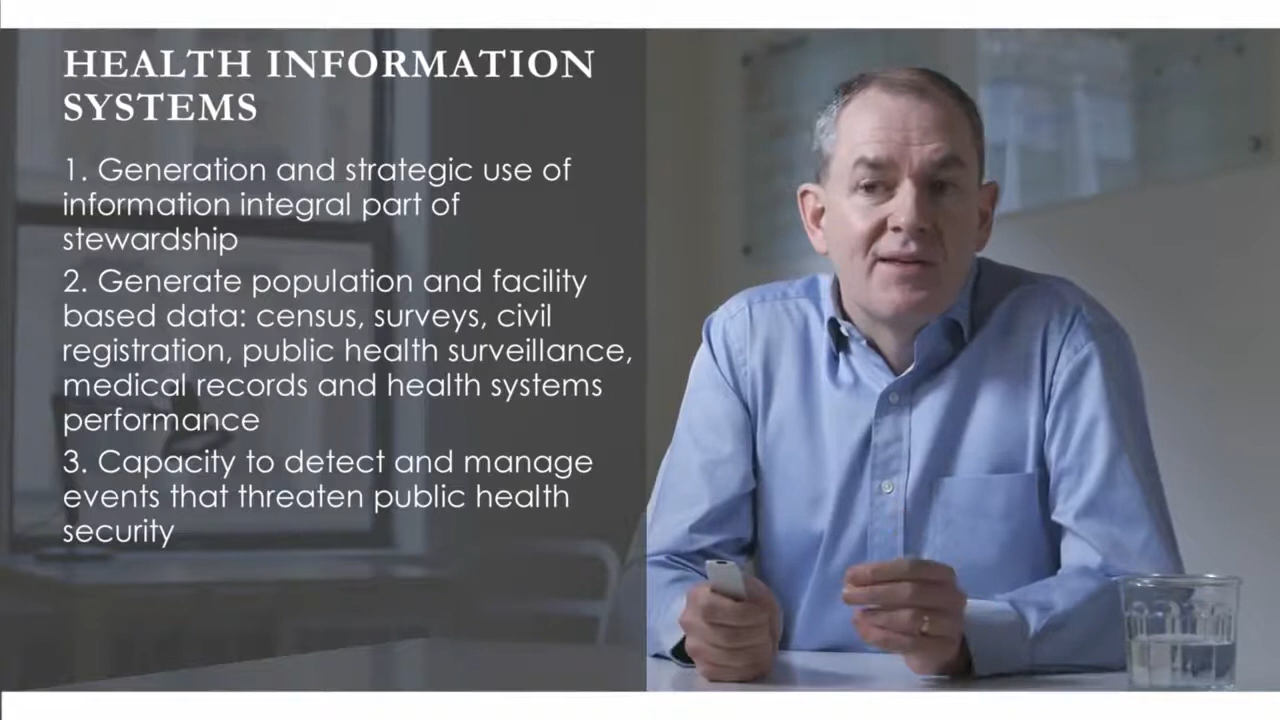 HEALTH INFORMATION
SYSTEMS
1. Generation and strategic use of
information integral part of
stewardship
2. Generate population and facility
based data: census, surveys, civil
registration, public health surveillance,
medical records and health systems
performance
3. Capacity to detect and manage
events that threaten public health
security